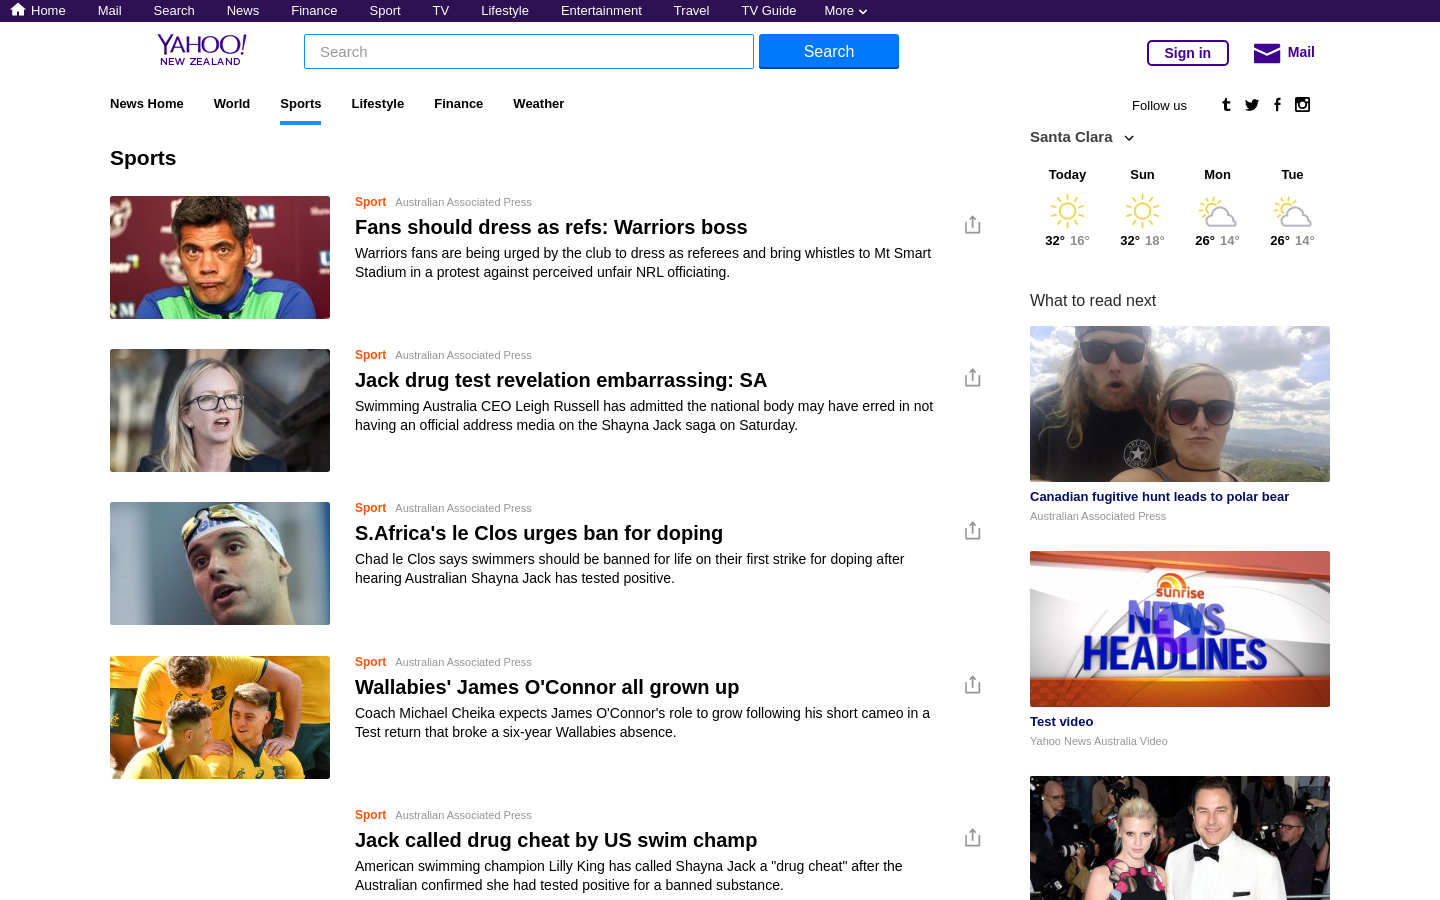 Home Mail Search News Finance Sport TV Lifestyle Entertainment Travel TV Guide More
YAHOO!
NEW ZEALAND
Search
Search
Sign in
Mail
News Home World Sports Lifestyle Finance Weather
Follow us
Sports
Sport Australian Associated Press
Fans should dress as refs: Warriors boss
Warriors fans are being urged by the club to dress as referees and bring whistles to Mt Smart
Stadium in a protest against perceived unfair NRL officiating.
Sport Australian Associated Press
Jack drug test revelation embarrassing: SA
Swimming Australia CEO Leigh Russell has admitted the national body may have erred in not
having an official address media on the Shayna Jack saga on Saturday.
Sport Australian Associated Press
S.Africa's le Clos urges ban for doping
Chad le Clos says swimmers should be banned for life on their first strike for doping after
hearing Australian Shayna Jack has tested positive.
Sport Australian Associated Press
Wallabies' James O'Connor all grown up
Coach Michael Cheika expects James O'Connor's role to grow following his short cameo in a
Test return that broke a six-year Wallabies absence.
Sport Australian Associated Press
Jack called drug cheat by US swim champ
American swimming champion Lilly King has called Shayna Jack a "drug cheat" after the
Australian confirmed she had tested positive for a banned substance.
Santa Clara
Today Sun Mon Tue
32° 16° 32° 18° 26° 14° 26° 14°
What to read next
Canadian fugitive hunt leads to polar bear
Australian Associated Press
sunrise
NEWS
HEADLINES
Test video
Yahoo News Australia Video